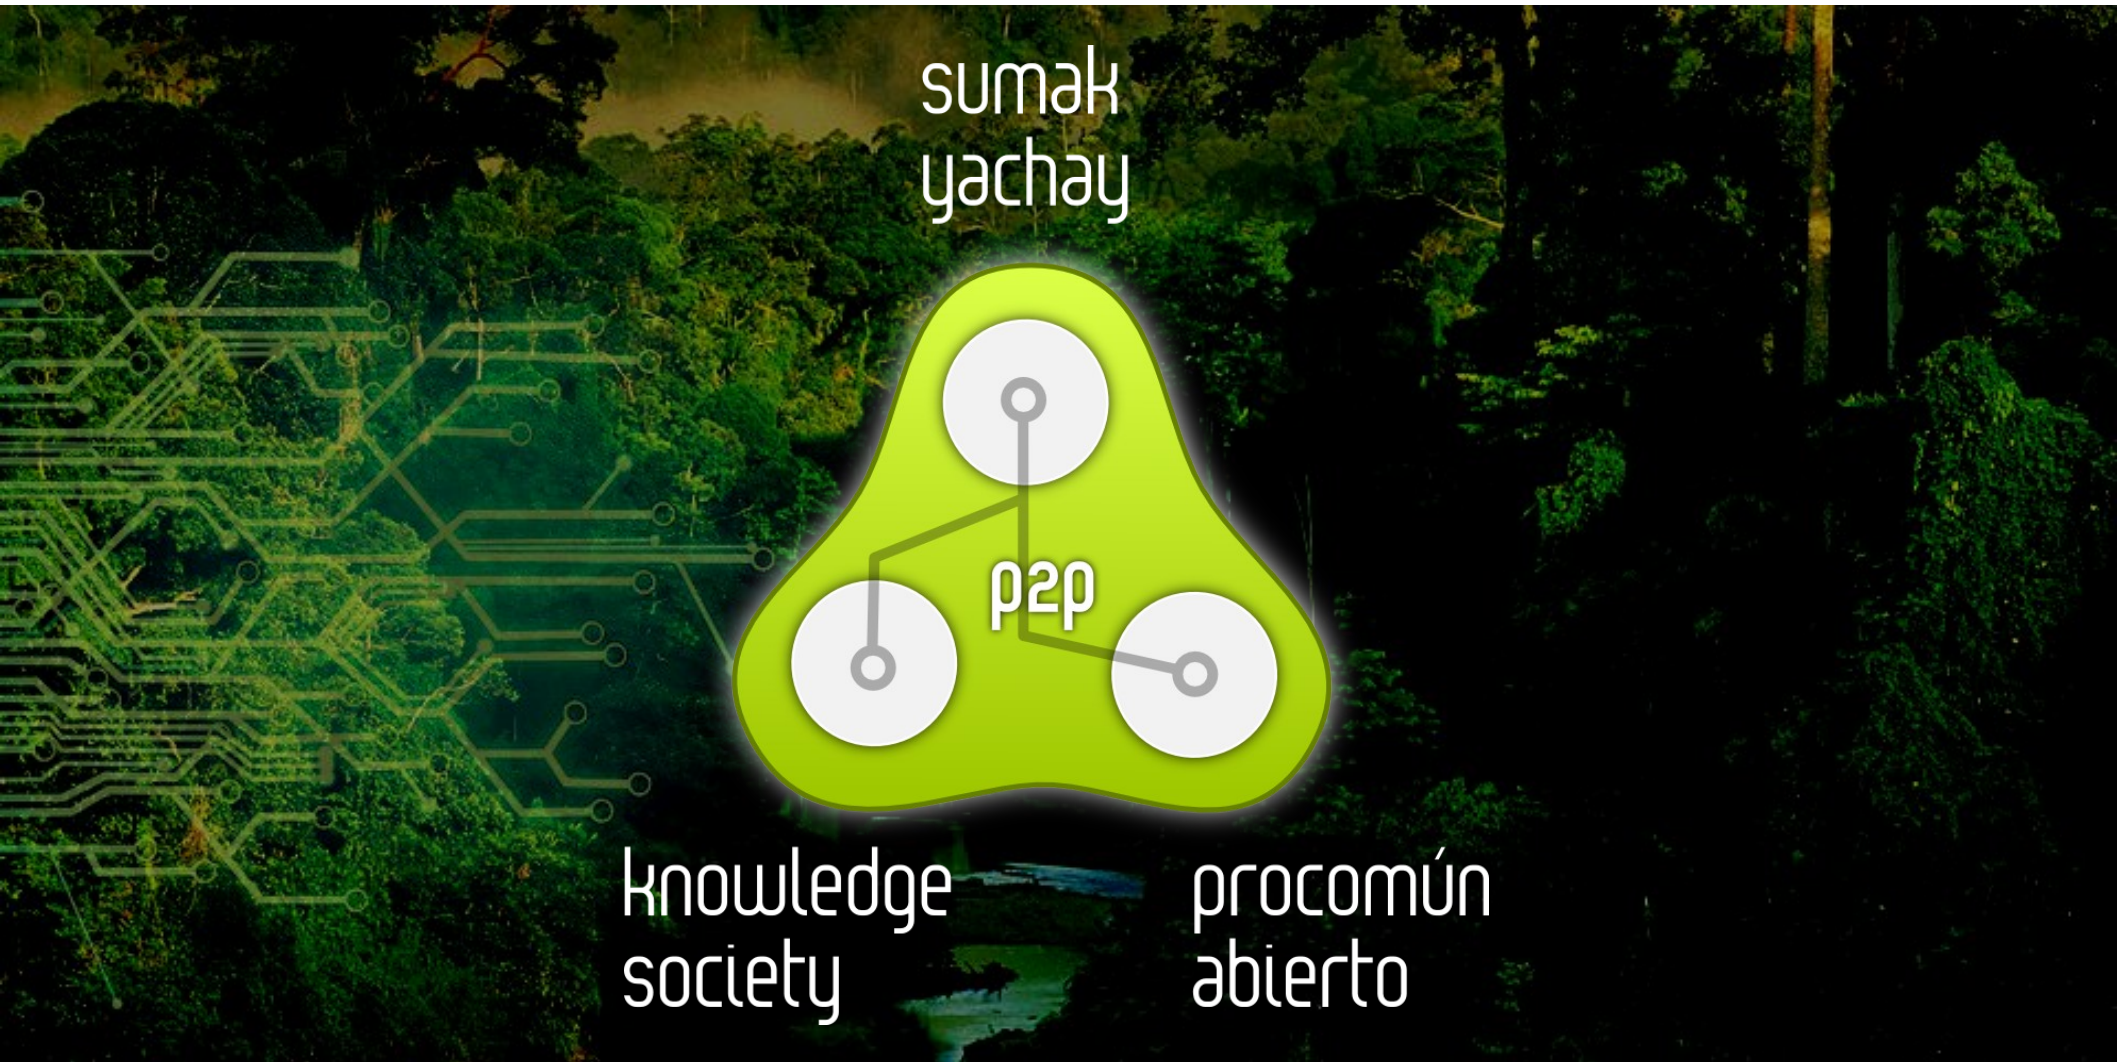 sumak
yachay
p2p
knowledge
society
procomún
abierto